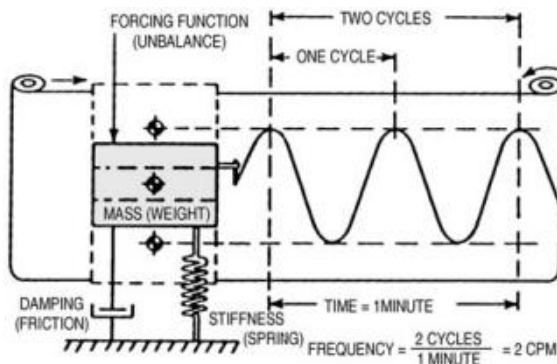 FORCING FUNCTION
(UNBALANCE)
TWO CYCLES
ONE CYCLE
MASS (WEIGHT)
DAMPING
(FRICTION)
STIFFNESS
(SPRING)
TIME = 1MINUTE
FREQUENCY = 2 CYCLES
1 MINUTE = 2 CPM